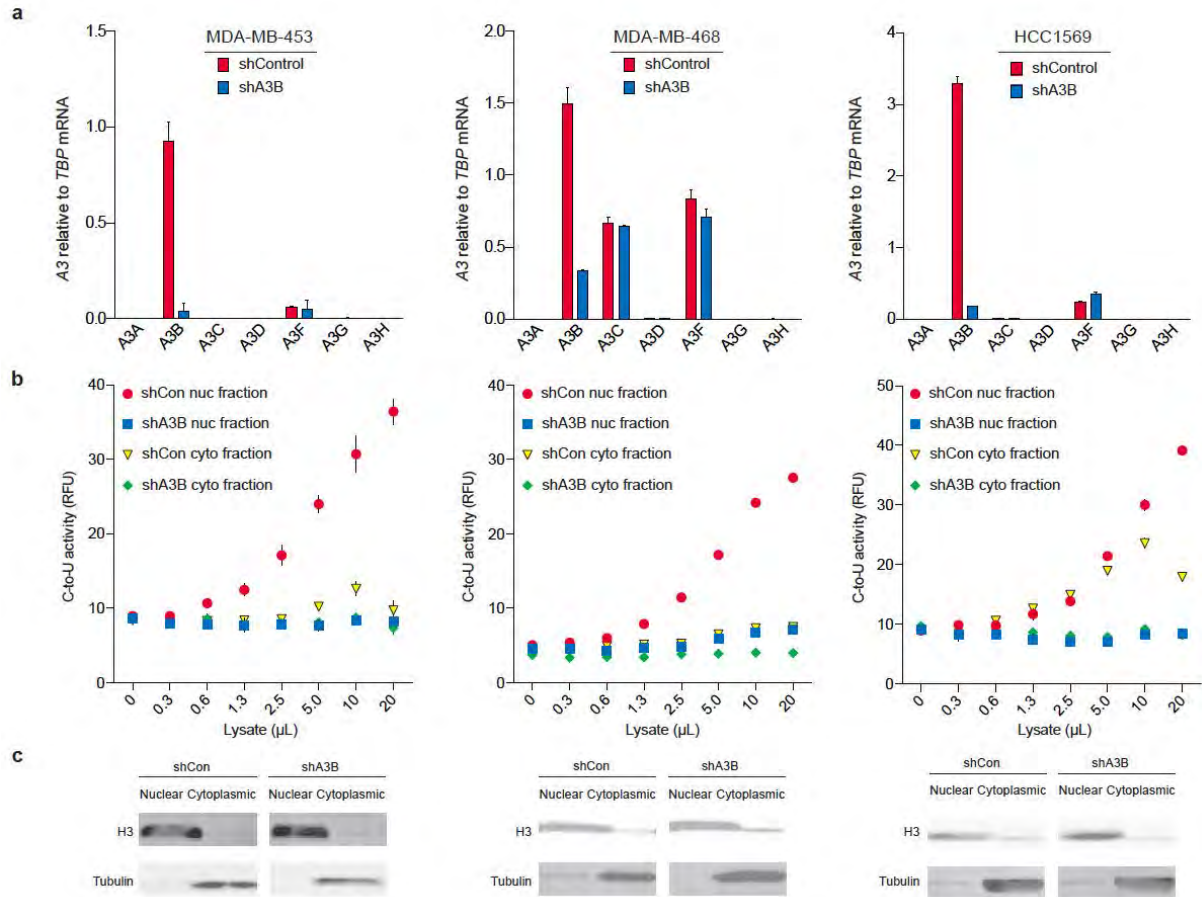 a
MDA-MB-453
shControl
shA3B
A3 relative to TBP mRNA
1.5
1.0
0.5
0.0
A3A A3B A3C A3D A3F A3G A3H
MDA-MB-468
shControl
shA3B
A3 relative to TBP mRNA
2.0
1.5
1.0
0.5
0.0
A3A A3B A3C A3D A3F A3G A3H
HCC1569
shControl
shA3B
A3 relative to TBP mRNA
4
3
2
1
0
A3A A3B A3C A3D A3F A3G A3H
b
shCon nuc fraction
shA3B nuc fraction
shCon cyto fraction
shA3B cyto fraction
C-to-U activity (RFU)
40
30
20
10
0
0 0.3 0.6 1.3 2.5 5.0 10 20
Lysate (µL)
shCon nuc fraction
shA3B nuc fraction
shCon cyto fraction
shA3B cyto fraction
C-to-U activity (RFU)
40
30
20
10
0
0 0.3 0.6 1.3 2.5 5.0 10 20
Lysate (µL)
shCon nuc fraction
shA3B nuc fraction
shCon cyto fraction
shA3B cyto fraction
C-to-U activity (RFU)
50
40
30
20
10
0
0 0.3 0.6 1.3 2.5 5.0 10 20
Lysate (µL)
c
shCon shA3B
Nuclear Cytoplasmic Nuclear Cytoplasmic
H3
Tubulin
shCon shA3B
Nuclear Cytoplasmic Nuclear Cytoplasmic
H3
Tubulin
shCon shA3B
Nuclear Cytoplasmic Nuclear Cytoplasmic
H3
Tubulin